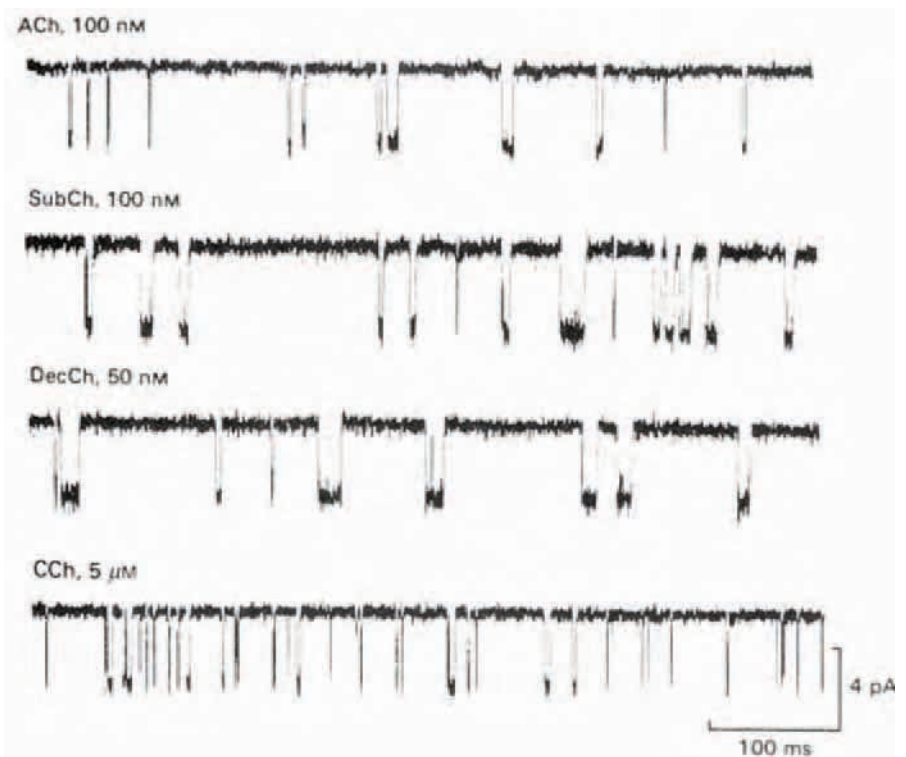 ACh, 100 nM
SubCh, 100 nM
DecCh, 50 nM
CCh, 5 μM
4 pA
100 ms